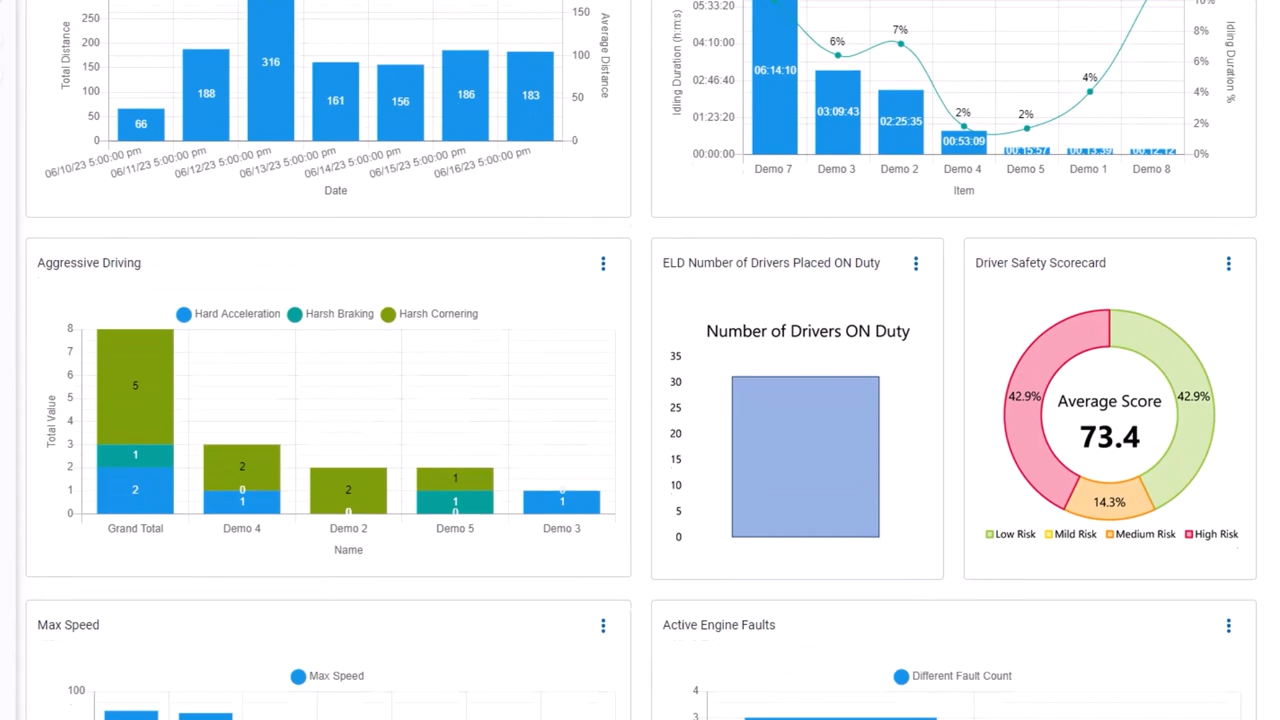 250
200
150
100
50
0
Total Distance
66
188
316
161
156
186
183
150
100
50
0
Average Distance
06/10/23 5:00:00 pm
06/11/23 5:00:00 pm
06/12/23 5:00:00 pm
06/13/23 5:00:00 pm
06/14/23 5:00:00 pm
06/15/23 5:00:00 pm
06/16/23 5:00:00 pm
Date
05:33:20
04:10:00
02:46:40
01:23:20
00:00:00
Idling Duration (h:m:s)
06:14:10
03:09:43
02:25:35
00:53:09
00:15:57
00:13:39
00:12:12
6%
7%
2%
2%
4%
10%
8%
6%
4%
2%
0%
Idling Duration %
Demo 7
Demo 3
Demo 2
Demo 4
Demo 5
Demo 1
Demo 8
Item
Aggressive Driving
Hard Acceleration
Harsh Braking
Harsh Cornering
8
7
6
5
4
3
2
1
0
Total Value
5
1
2
2
0
1
2
0
1
1
0
0
1
Grand Total
Demo 4
Demo 2
Demo 5
Demo 3
Name
ELD Number of Drivers Placed ON Duty
Number of Drivers ON Duty
35
30
25
20
15
10
5
0
Driver Safety Scorecard
42.9%
42.9%
Average Score
73.4
14.3%
Low Risk
Mild Risk
Medium Risk
High Risk
Max Speed
Max Speed
100
Active Engine Faults
Different Fault Count
4
3